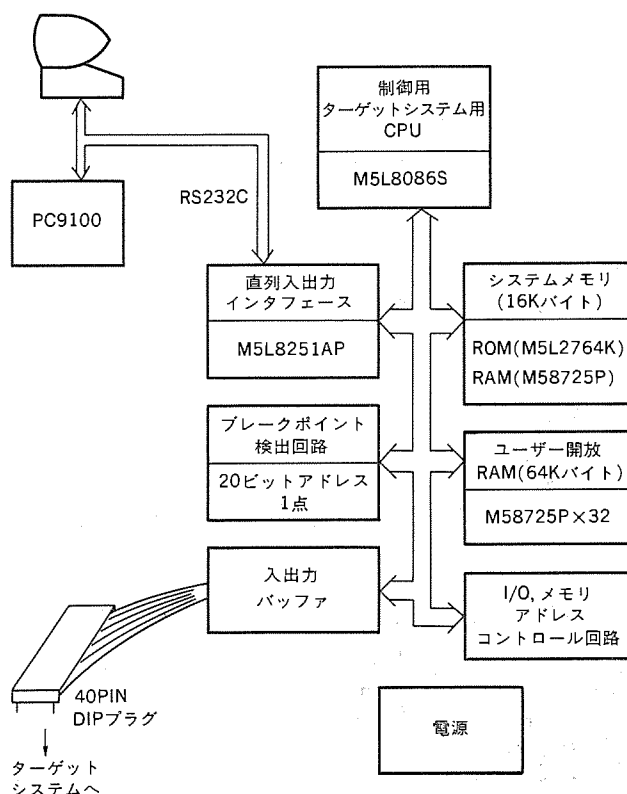 制御用
ターゲットシステム用
CPU
M5L8086S
PC9100
RS232C
直列入出力
インタフェース
M5L8251AP
システムメモリ
(16Kバイト)
ROM(M5L2764K)
RAM(M58725P)
ブレークポイント
検出回路
20ビットアドレス
1点
ユーザー開放
RAM(64Kバイト)
M58725P×32
入出力
バッファ
I/O, メモリ
アドレス
コントロール回路
40PIN
DIPプラグ
ターゲット
システムへ
電源